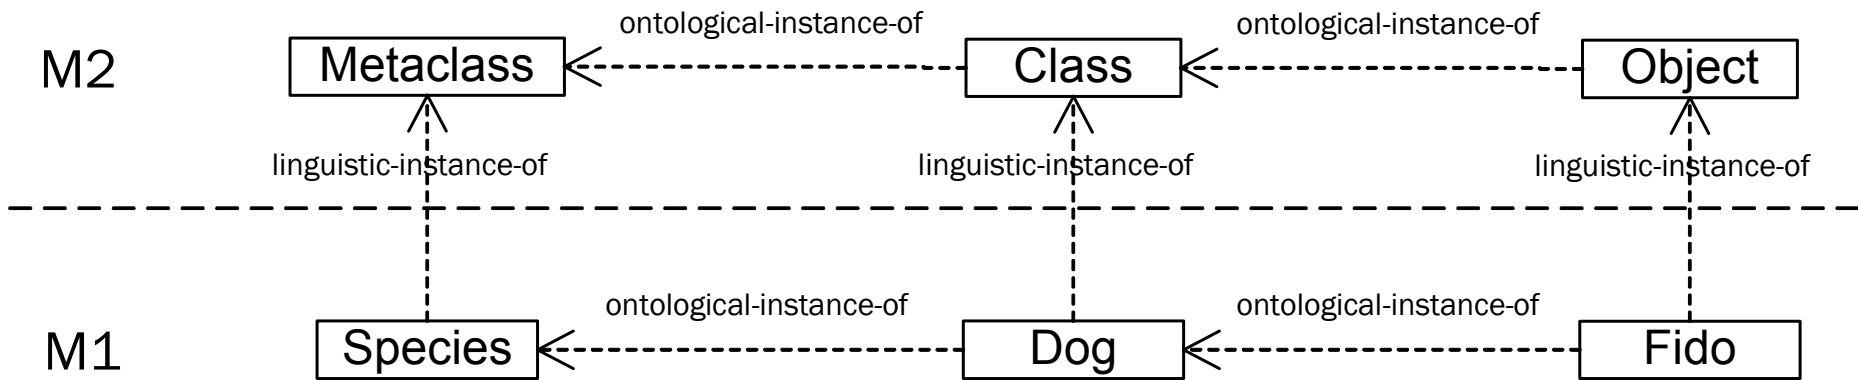 ontological-instance-of ontological-instance-of
M2 Metaclass Class Object
linguistic-instance-of linguistic-instance-of linguistic-instance-of
ontological-instance-of ontological-instance-of
M1 Species Dog Fido